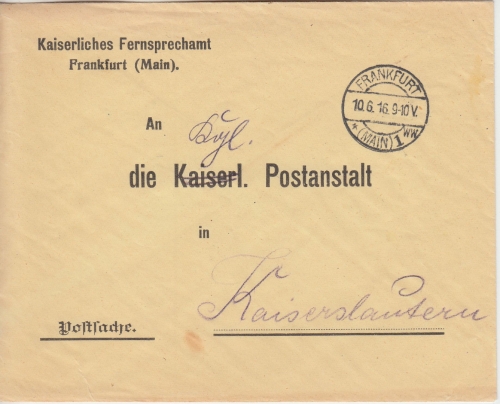 Kaiserliches Fernsprechamt
Frankfurt (Main).
FRANKFURT
10.6.16.9-10V.
* (MAIN) 1 ww
An
Kgl.
die Kaiserl. Postanstalt
in
Kaiserslautern
Postsache.